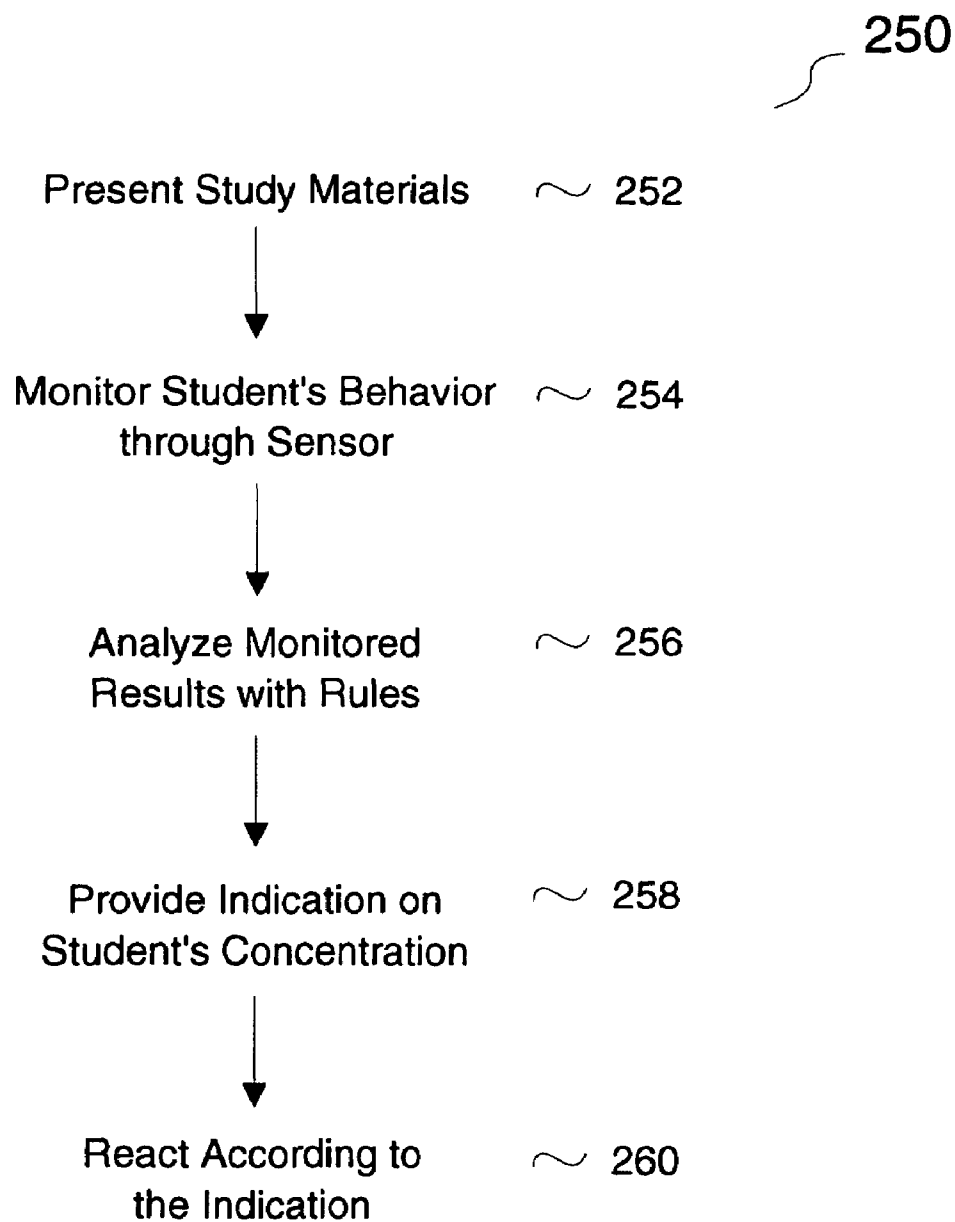 250
Present Study Materials 252
Monitor Student's Behavior 254
through Sensor
Analyze Monitored 256
Results with Rules
Provide Indication on 258
Student's Concentration
React According to 260
the Indication